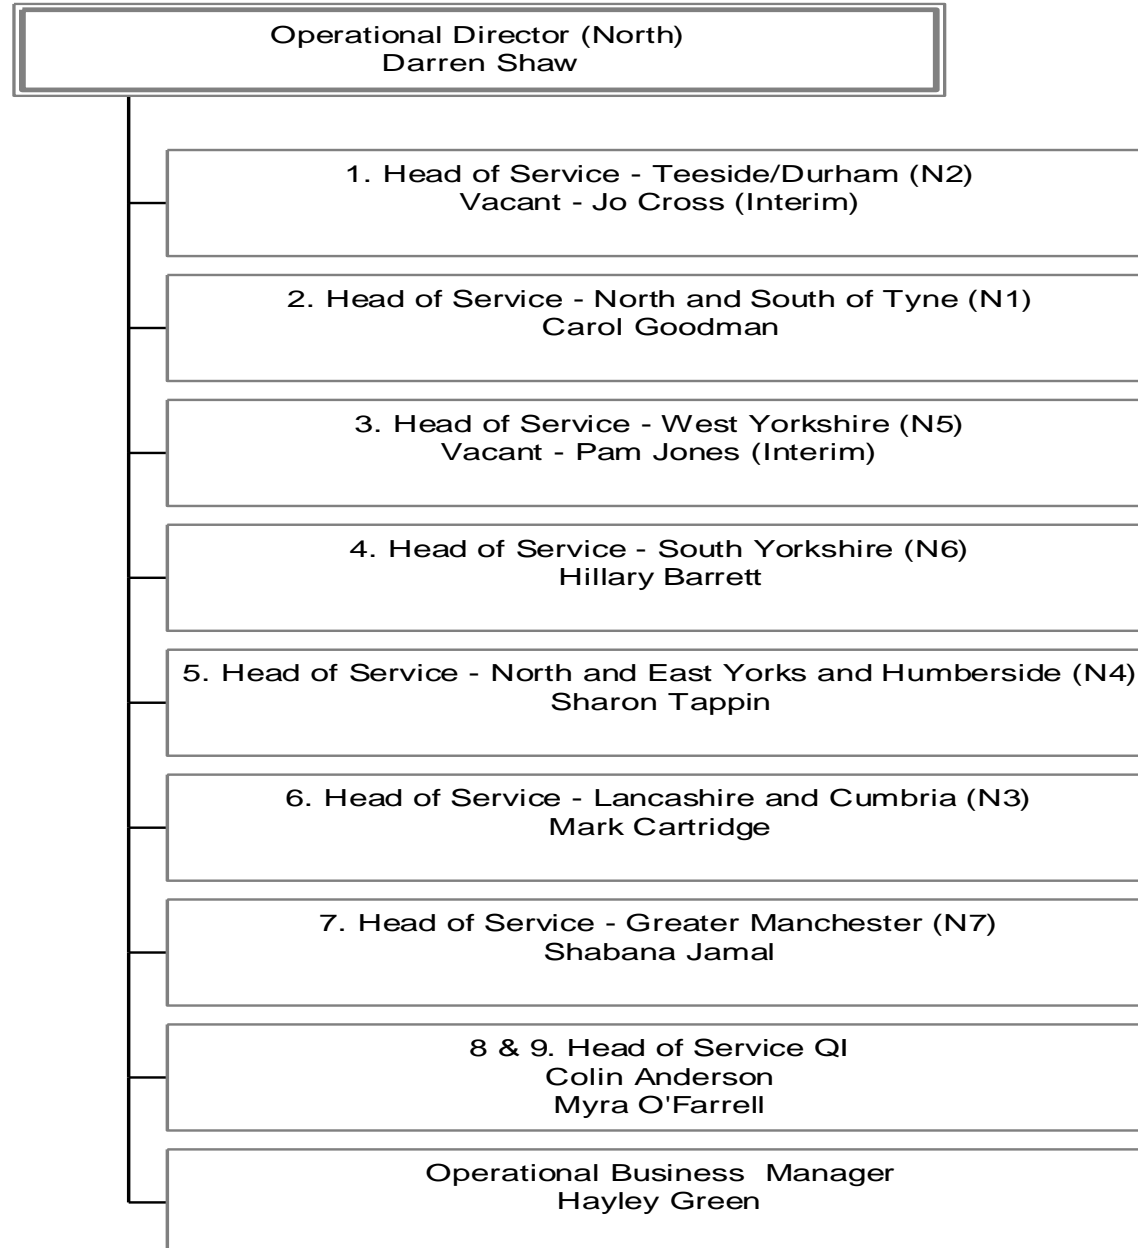 Operational Director (North)
Darren Shaw
1. Head of Service - Teeside/Durham (N2)
Vacant - Jo Cross (Interim)
2. Head of Service - North and South of Tyne (N1)
Carol Goodman
3. Head of Service - West Yorkshire (N5)
Vacant - Pam Jones (Interim)
4. Head of Service - South Yorkshire (N6)
Hillary Barrett
5. Head of Service - North and East Yorks and Humberside (N4)
Sharon Tappin
6. Head of Service - Lancashire and Cumbria (N3)
Mark Cartridge
7. Head of Service - Greater Manchester (N7)
Shabana Jamal
8 & 9. Head of Service QI
Colin Anderson
Myra O'Farrell
Operational Business  Manager
Hayley Green